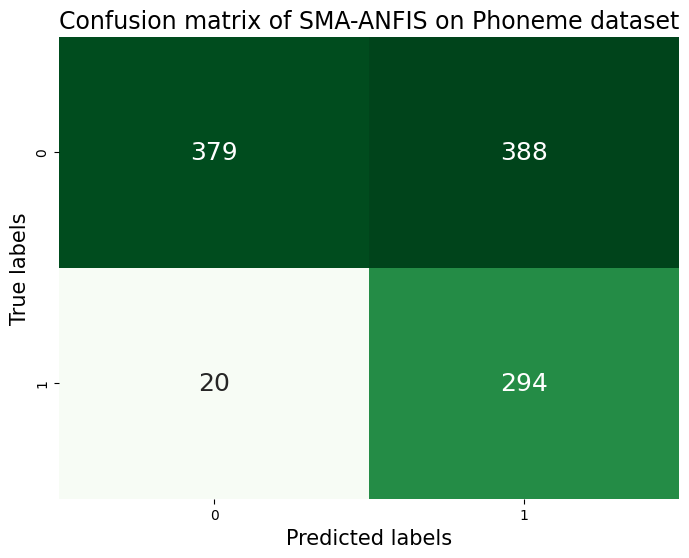 Confusion matrix of SMA-ANFIS on Phoneme dataset
True labels
0
379
388
1
20
294
0
1
Predicted labels